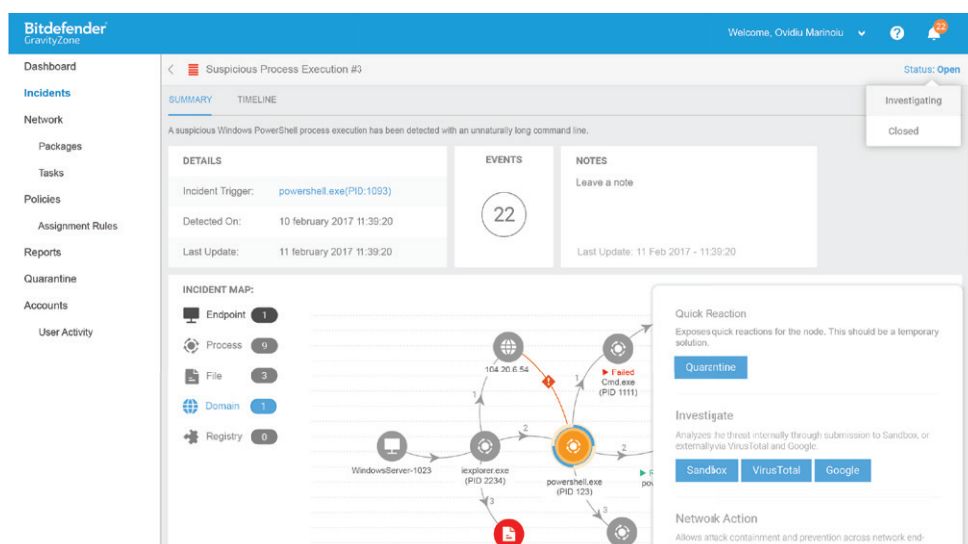 Bitdefender
GravityZone
Welcome, Ovidiu Marinoiu
22
Dashboard
Incidents
Network
Packages
Tasks
Policies
Assignment Rules
Reports
Quarantine
Accounts
User Activity
Suspicious Process Execution #3
Status: Open
Investigating
Closed
SUMMARY TIMELINE
A suspicious Windows PowerShell process execution has been detected with an unnaturally long command line.
DETAILS
Incident Trigger: powershell.exe(PID:1093)
Detected On: 10 february 2017 11:39:20
Last Update: 11 february 2017 11:39:20
EVENTS
22
NOTES
Leave a note
Last Update: 11 Feb 2017 - 11:39:20
INCIDENT MAP:
Endpoint 1
Process 9
File 3
Domain 1
Registry 0
104.20.6.54
1
1
Failed
Cmd.exe
(PID 1111)
WindowsServer-1023
iexplorer.exe
(PID 2234)
2
powershell.exe
(PID 123)
2
3
3
Quick Reaction
Exposes quick reactions for the node. This should be a temporary
solution.
Quarantine
Investigate
Analyzes the threat internally through submission to Sandbox, or
externally via VirusTotal and Google.
Sandbox VirusTotal Google
Network Action
Allows attack containment and prevention across network end-